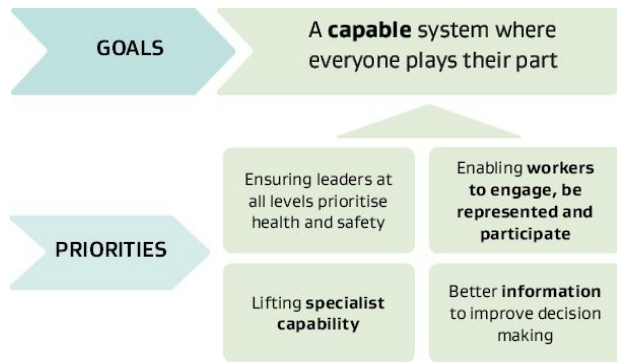 GOALS
A capable system where
everyone plays their part
PRIORITIES
Ensuring leaders at
all levels prioritise
health and safety
Enabling workers
to engage, be
represented and
participate
Lifting specialist
capability
Better information
to improve decision
making